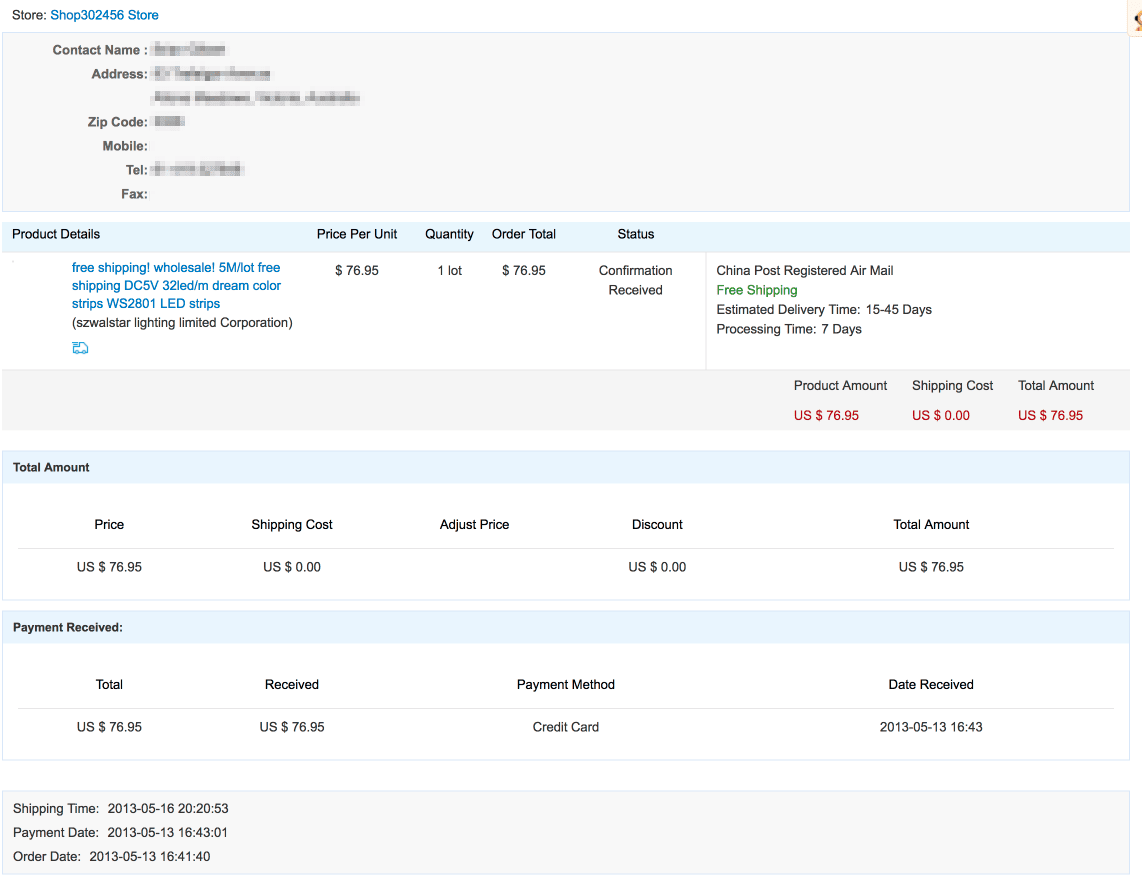 Store: Shop302456 Store
Contact Name :
Address:
Zip Code:
Mobile:
Tel:
Fax:
Product Details Price Per Unit Quantity Order Total Status
free shipping! wholesale! 5M/lot free
shipping DC5V 32led/m dream color
strips WS2801 LED strips
(szwalstar lighting limited Corporation)
$ 76.95
1 lot
$ 76.95
Confirmation
Received
China Post Registered Air Mail
Free Shipping
Estimated Delivery Time: 15-45 Days
Processing Time: 7 Days
Product Amount Shipping Cost Total Amount
US $ 76.95 US $ 0.00 US $ 76.95
Total Amount
Price Shipping Cost Adjust Price Discount Total Amount
US $ 76.95 US $ 0.00 US $ 0.00 US $ 76.95
Payment Received:
Total Received Payment Method Date Received
US $ 76.95 US $ 76.95 Credit Card 2013-05-13 16:43
Shipping Time: 2013-05-16 20:20:53
Payment Date: 2013-05-13 16:43:01
Order Date: 2013-05-13 16:41:40